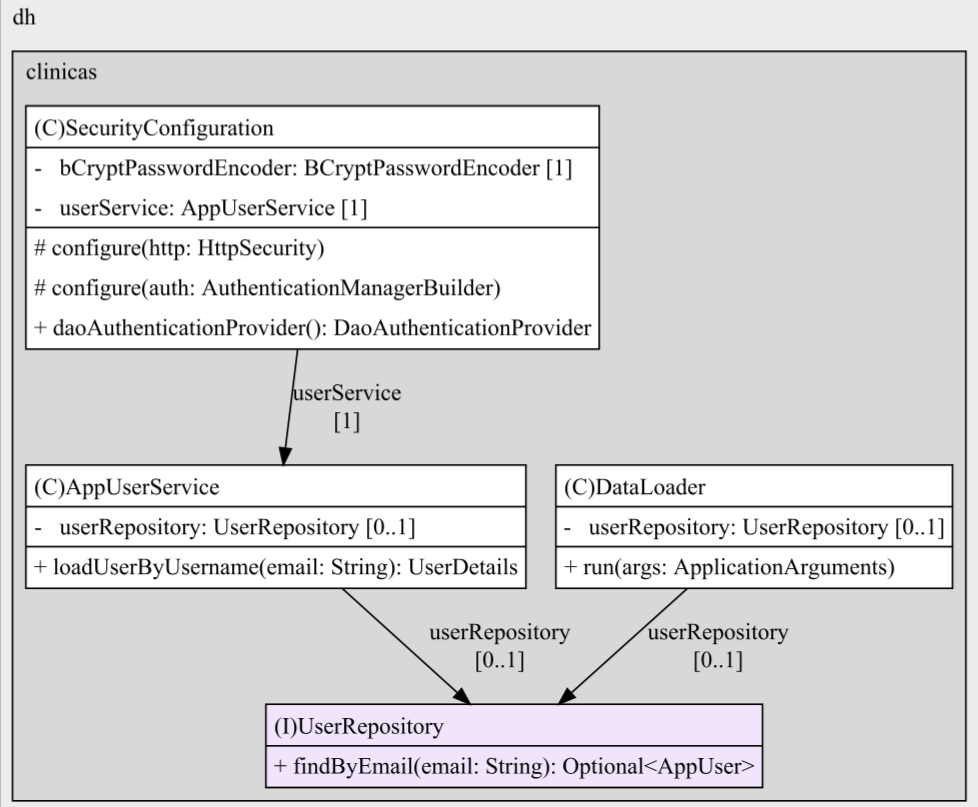 dh
clinicas
(C)SecurityConfiguration
- bCryptPasswordEncoder: BCryptPasswordEncoder [1]
- userService: AppUserService [1]
# configure(http: HttpSecurity)
# configure(auth: AuthenticationManagerBuilder)
+ daoAuthenticationProvider(): DaoAuthenticationProvider
userService
[1]
(C)AppUserService
- userRepository: UserRepository [0..1]
+ loadUserByUsername(email: String): UserDetails
(C)DataLoader
- userRepository: UserRepository [0..1]
+ run(args: ApplicationArguments)
userRepository
[0..1]
userRepository
[0..1]
(I)UserRepository
+ findByEmail(email: String): Optional<AppUser>